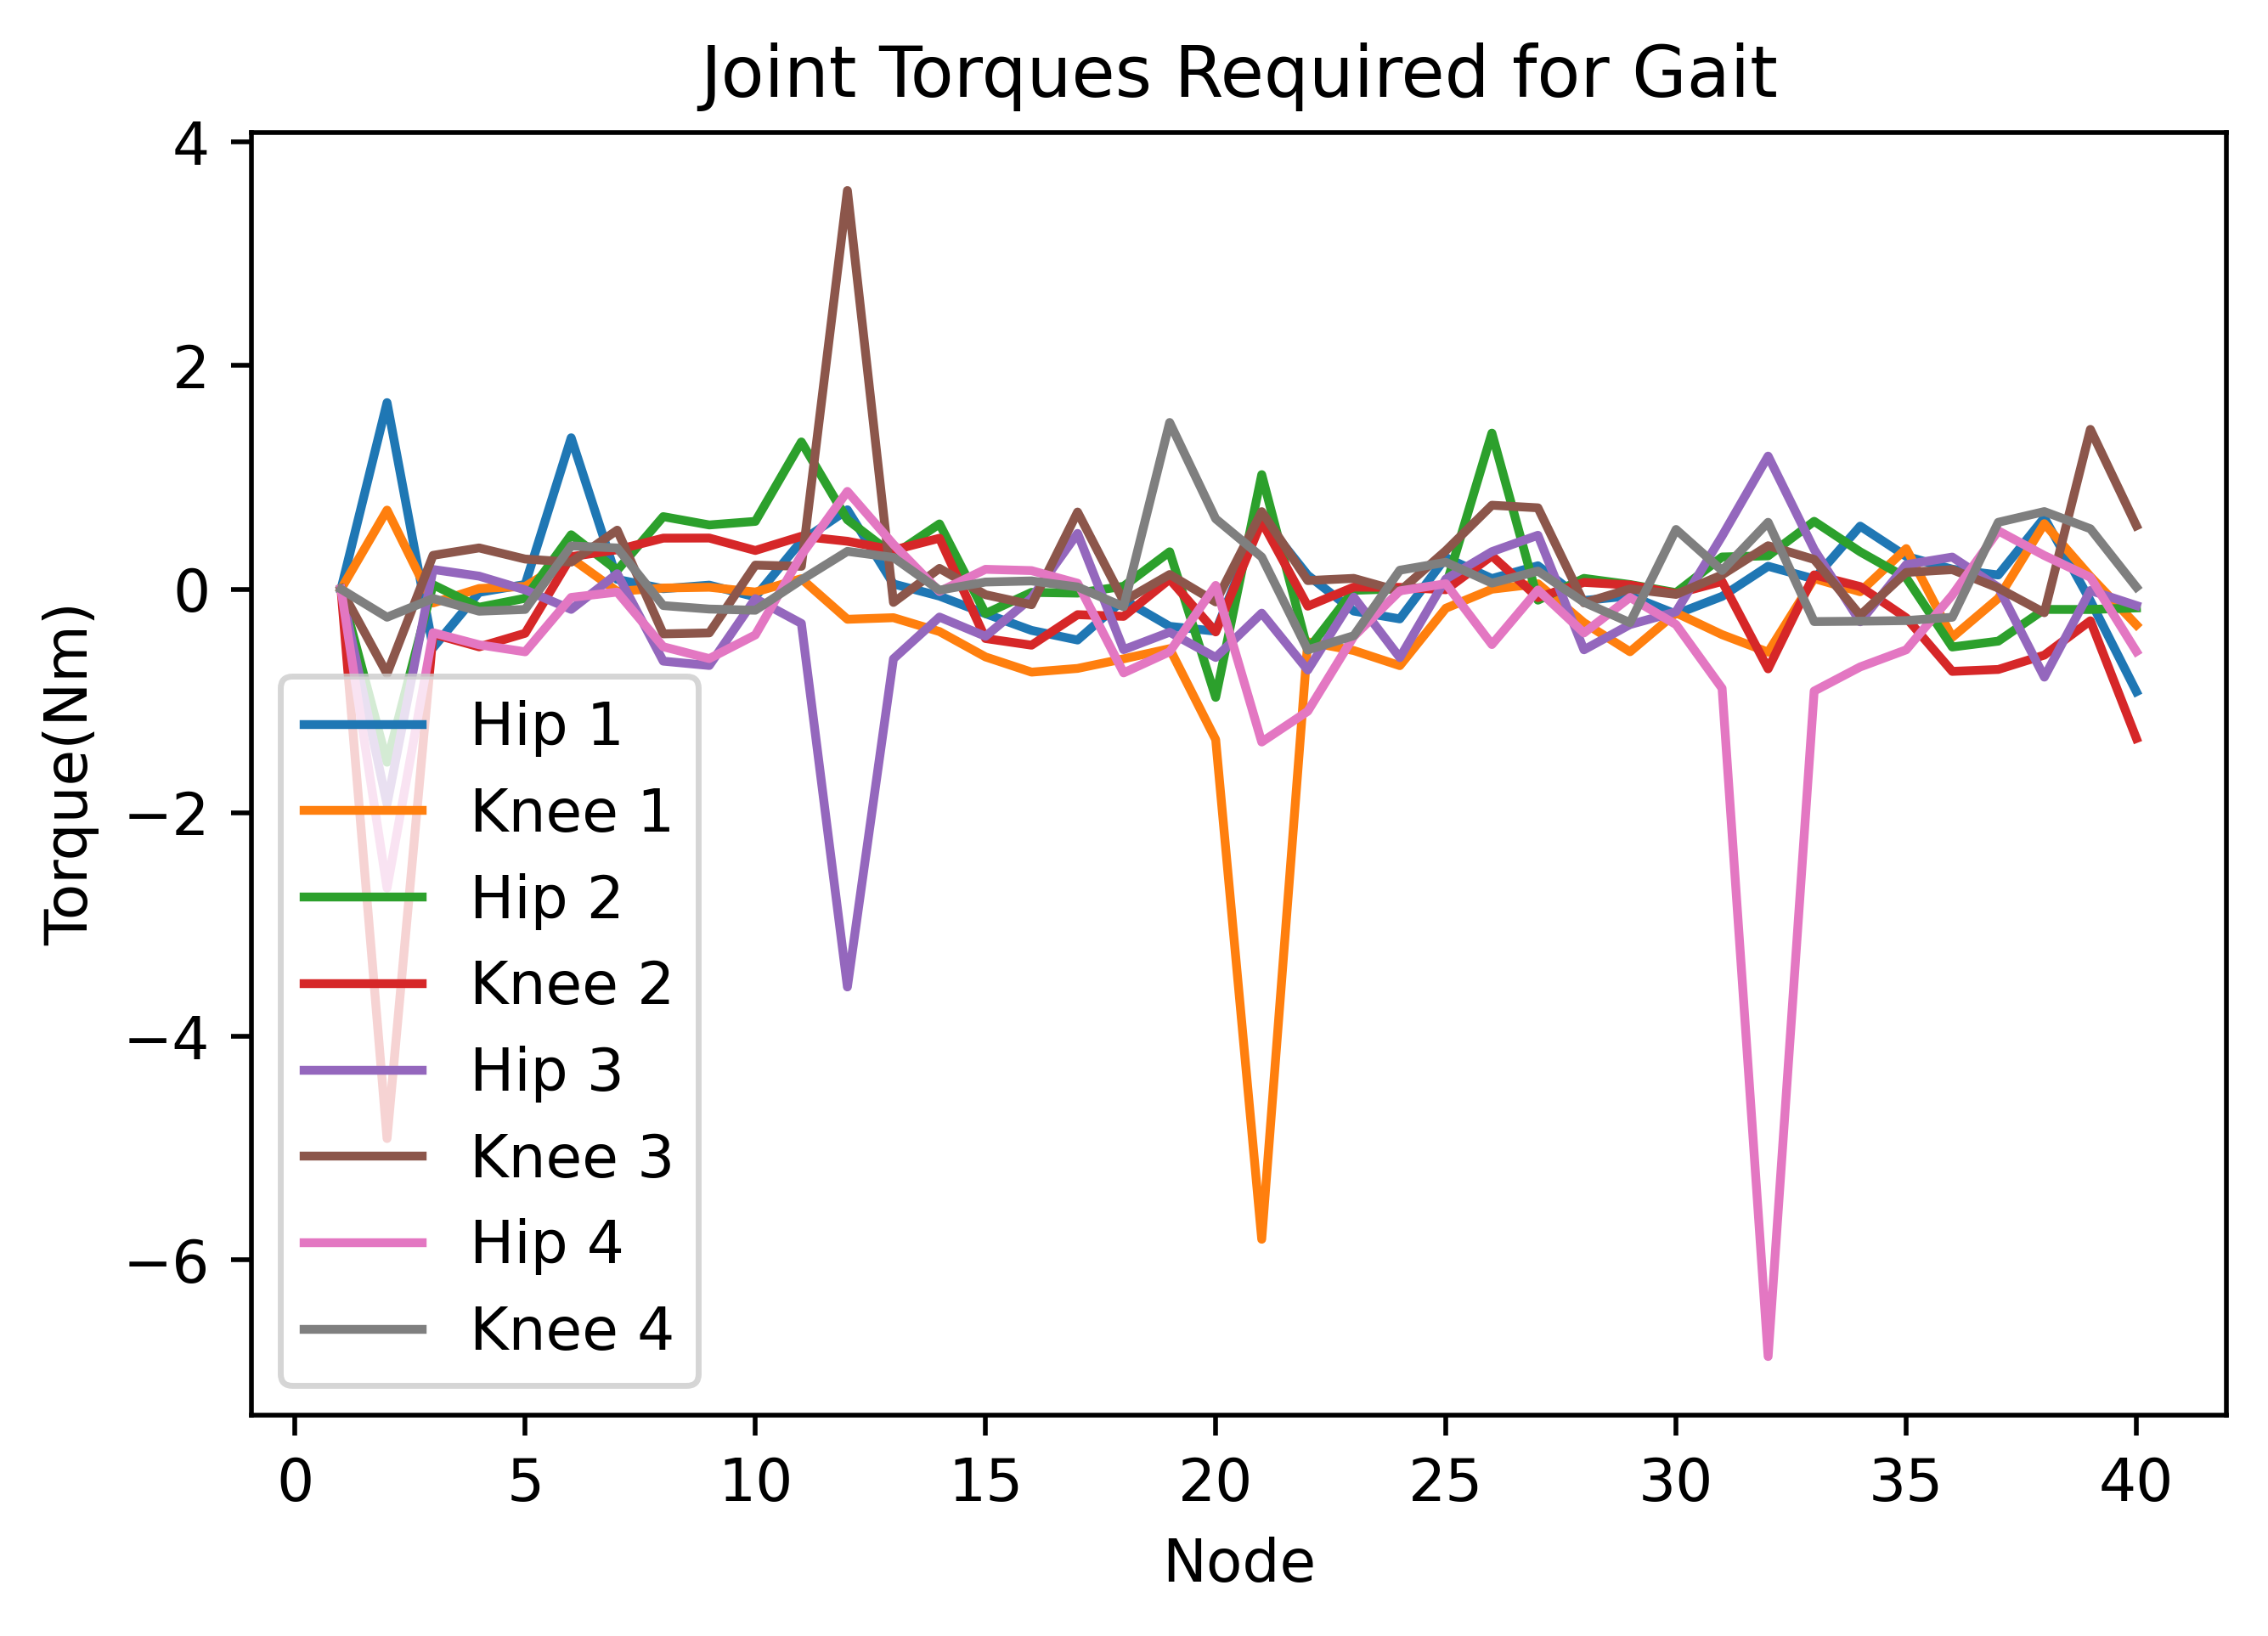 Joint Torques Required for Gait
4
2
0
−2
−4
−6
Torque(Nm)
Hip 1
Knee 1
Hip 2
Knee 2
Hip 3
Knee 3
Hip 4
Knee 4
0 5 10 15 20 25 30 35 40
Node